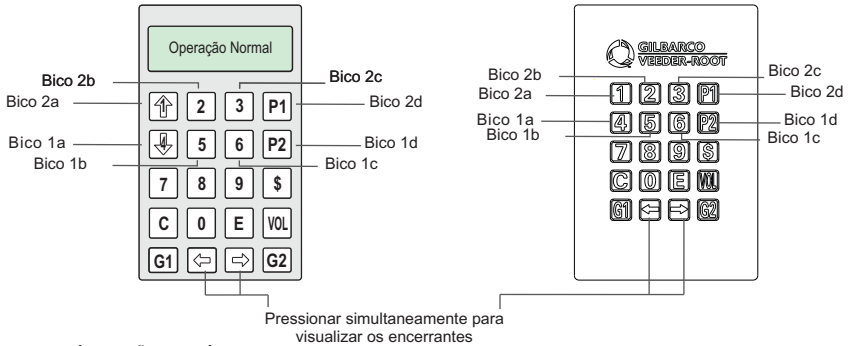 Operação Normal
Bico 2b
Bico 2c
Bico 2a
Bico 2d
1 2 3 P1
Bico 1a
Bico 1d
4 5 6 P2
Bico 1b
Bico 1c
7 8 9 $
C 0 E VOL
G1 G2
GILBARCO
VEEDER-ROOT
Bico 2b
Bico 2c
Bico 2a
Bico 2d
1 2 3 P1
Bico 1a
Bico 1d
4 5 6 P2
Bico 1b
Bico 1c
7 8 9 $
C 0 E VOL
G1 G2
Pressionar simultaneamente para
visualizar os encerrantes